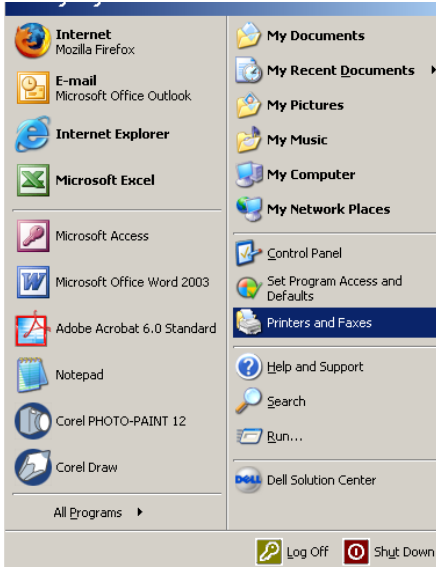 Internet
Mozilla Firefox
E-mail
Microsoft Office Outlook
Internet Explorer
Microsoft Excel
Microsoft Access
Microsoft Office Word 2003
Adobe Acrobat 6.0 Standard
Notepad
Corel PHOTO-PAINT 12
Corel Draw
All Programs
My Documents
My Recent Documents
My Pictures
My Music
My Computer
My Network Places
Control Panel
Set Program Access and
Defaults
Printers and Faxes
Help and Support
Search
Run...
DELL Dell Solution Center
Log Off
Shut Down